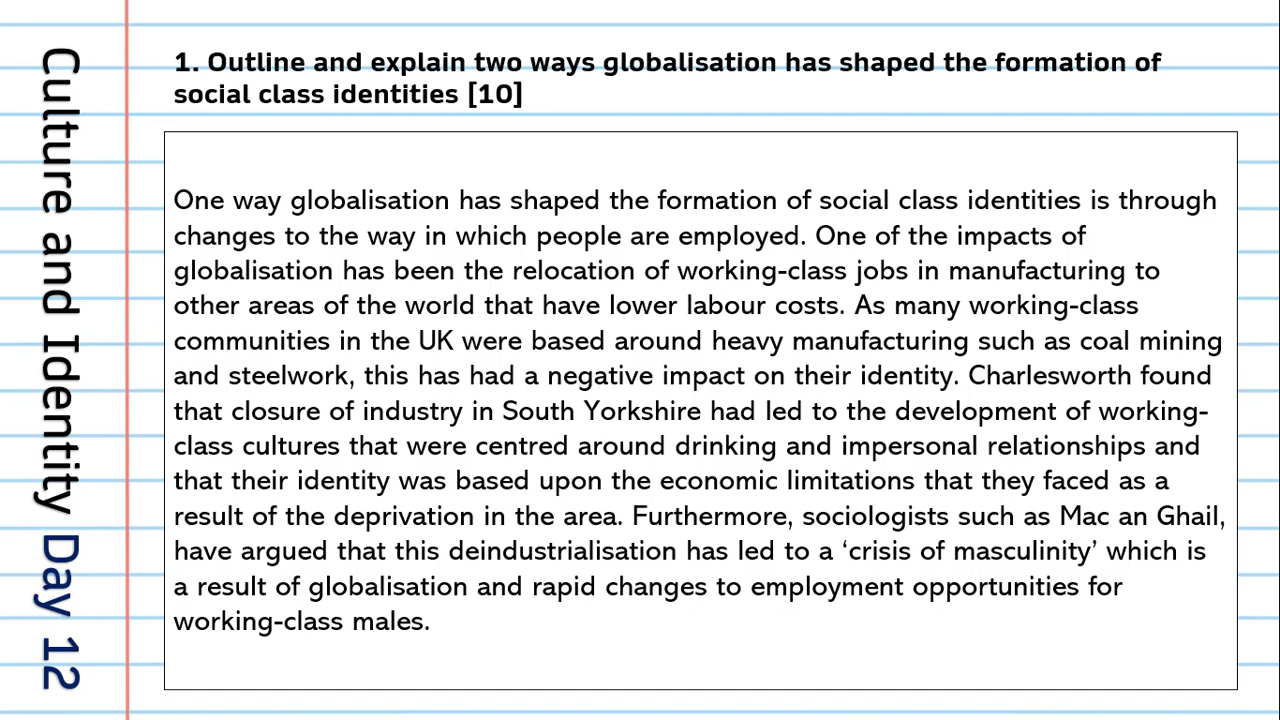 Culture and Identity Day 12
1. Outline and explain two ways globalisation has shaped the formation of
social class identities [10]
One way globalisation has shaped the formation of social class identities is through
changes to the way in which people are employed. One of the impacts of
globalisation has been the relocation of working-class jobs in manufacturing to
other areas of the world that have lower labour costs. As many working-class
communities in the UK were based around heavy manufacturing such as coal mining
and steelwork, this has had a negative impact on their identity. Charlesworth found
that closure of industry in South Yorkshire had led to the development of working-
class cultures that were centred around drinking and impersonal relationships and
that their identity was based upon the economic limitations that they faced as a
result of the deprivation in the area. Furthermore, sociologists such as Mac an Ghail,
have argued that this deindustrialisation has led to a ‘crisis of masculinity’ which is
a result of globalisation and rapid changes to employment opportunities for
working-class males.